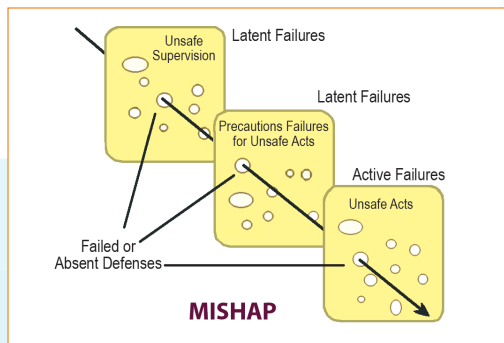 Unsafe
Supervision
Latent Failures
Latent Failures
Precautions Failures
for Unsafe Acts
Active Failures
Unsafe Acts
Failed or
Absent Defenses
MISHAP